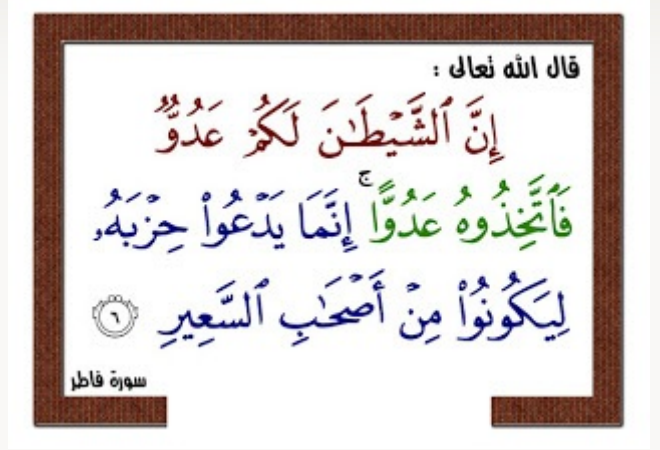 قال الله تعالى :
إِنَّ ٱلشَّيْطَٰنَ لَكُمْ عَدُوٌّ
فَٱتَّخِذُوهُ عَدُوًّا ۚ إِنَّمَا يَدْعُوا۟ حِزْبَهُۥ
لِيَكُونُوا۟ مِنْ أَصْحَٰبِ ٱلسَّعِيرِ ٦
سورة فاطر